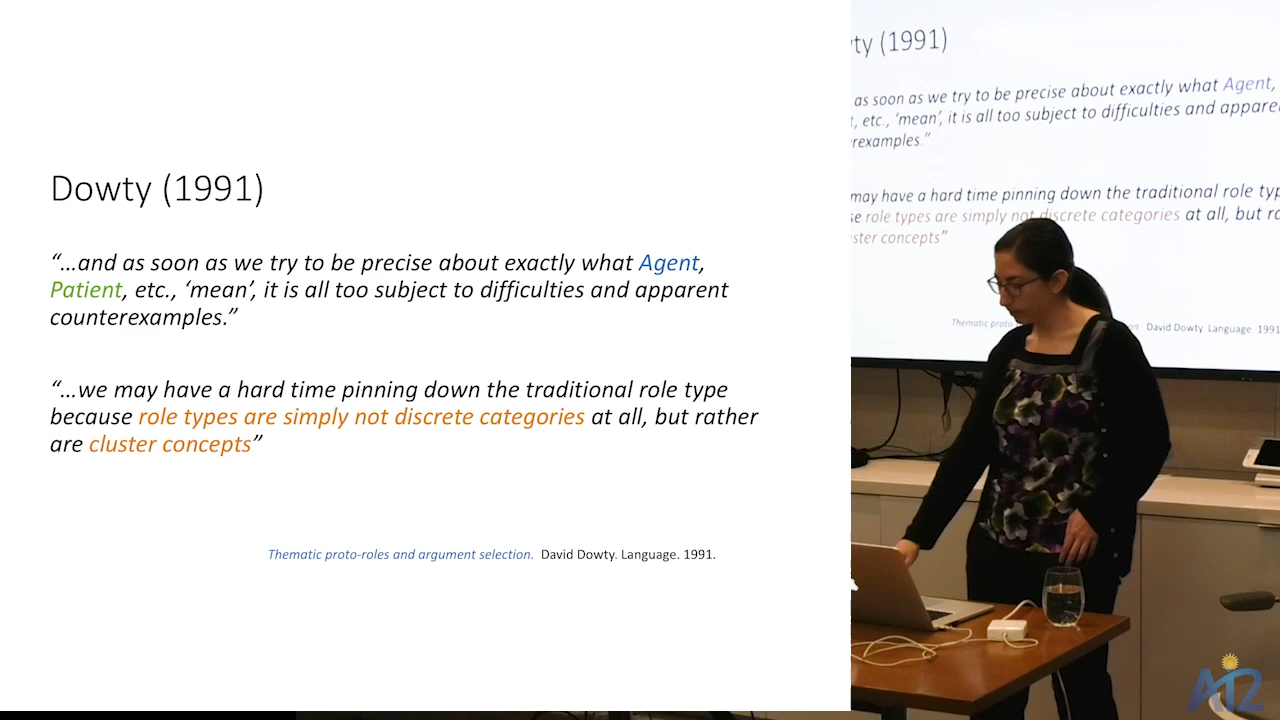 Dowty (1991)
“…and as soon as we try to be precise about exactly what Agent,
Patient, etc., ‘mean’, it is all too subject to difficulties and apparent
counterexamples.”
“…we may have a hard time pinning down the traditional role type
because role types are simply not discrete categories at all, but rather
are cluster concepts”
Thematic proto-roles and argument selection. David Dowty. Language. 1991.
ty (1991)
as soon as we try to be precise about exactly what Agent,
t, etc., ‘mean’, it is all too subject to difficulties and appare
rexamples.”
may have a hard time pinning down the traditional role typ
se role types are simply not discrete categories at all, but ra
ster concepts”
Thematic proto on. David Dowty. Language. 1991
AI2